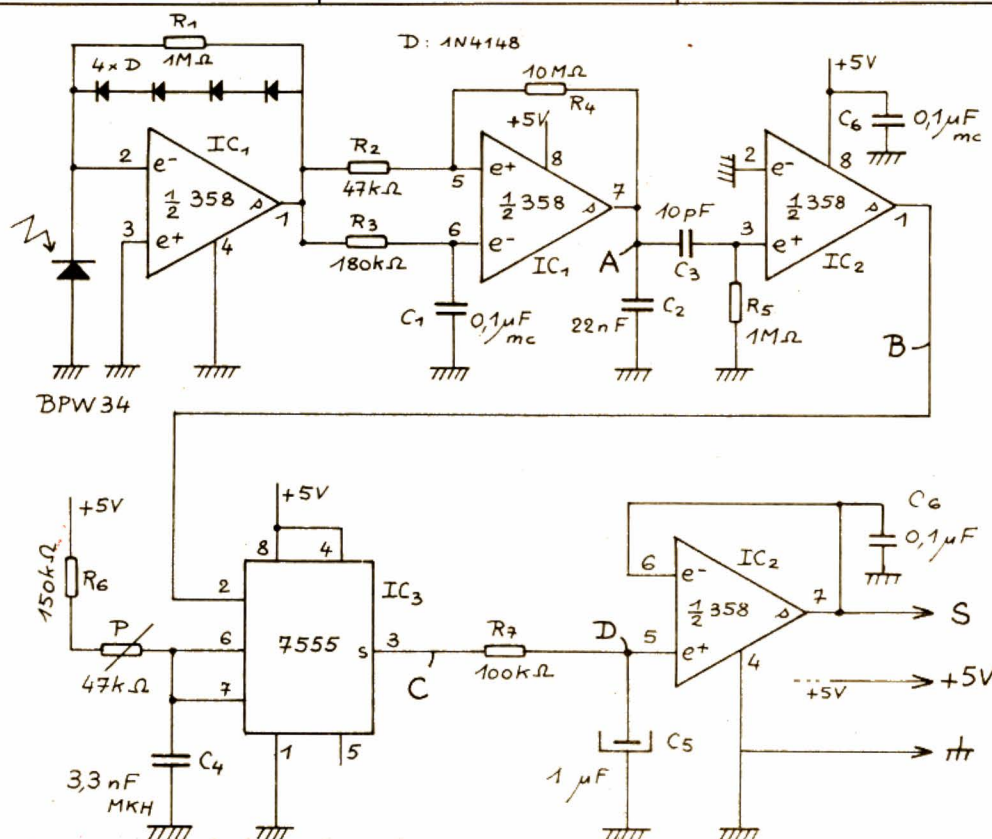 R1
1MΩ
D: 1N4148
4 x D
2
e-
IC1
1/2 358
s
1
3
e+
4
BPW34
R2
47kΩ
R3
180kΩ
C1
0,1µF
mc
10MΩ
R4
+5V
8
5
e+
1/2 358
s
7
6
e-
IC1
A
22nF
C2
10pF
C3
R5
1MΩ
+5V
C6
0,1µF
mc
8
2
e-
1/2 358
s
1
3
e+
IC2
B
+5V
150kΩ
R6
P
47kΩ
3,3nF
MKH
C4
+5V
8
4
2
6
7
7555
IC3
s
3
1
5
C
R7
100kΩ
D
1µF
C5
6
e-
IC2
1/2 358
s
7
5
e+
4
C6
0,1µF
S
+5V
+5V